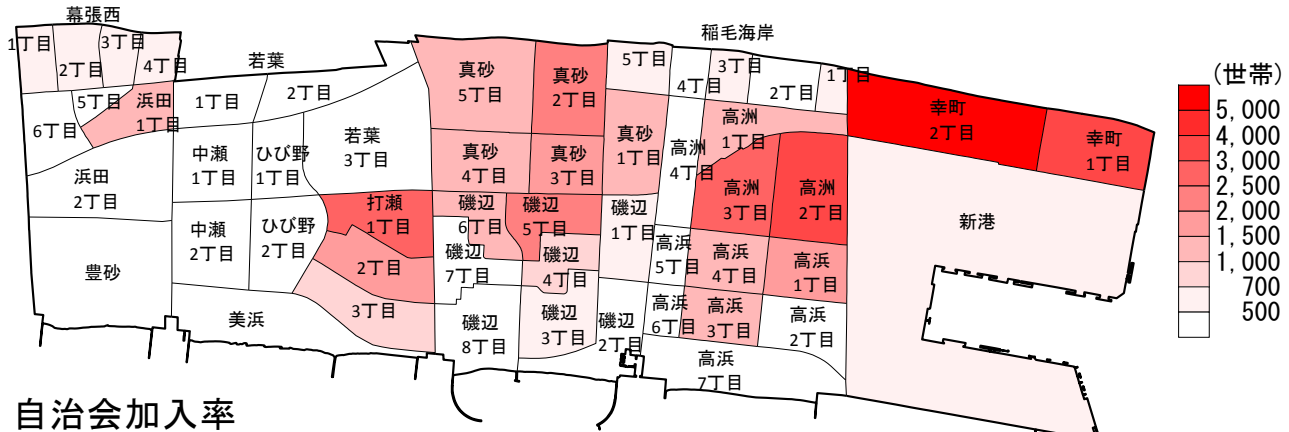 幕張西
1丁目
2丁目
3丁目
4丁目
5丁目
6丁目
浜田
1丁目
浜田
2丁目
豊砂
若葉
1丁目
2丁目
若葉
3丁目
中瀬
1丁目
ひび野
1丁目
中瀬
2丁目
ひび野
2丁目
美浜
打瀬
1丁目
2丁目
3丁目
真砂
5丁目
真砂
2丁目
真砂
4丁目
真砂
3丁目
真砂
1丁目
磯辺
6丁目
磯辺
5丁目
磯辺
7丁目
磯辺
4丁目
磯辺
1丁目
磯辺
8丁目
磯辺
3丁目
磯辺
2丁目
稲毛海岸
5丁目
4丁目
3丁目
2丁目
1丁目
高洲
1丁目
高洲
4丁目
高洲
3丁目
高洲
2丁目
高浜
5丁目
高浜
4丁目
高浜
1丁目
高浜
6丁目
高浜
3丁目
高浜
2丁目
高浜
7丁目
幸町
2丁目
幸町
1丁目
新港
(世帯)
5,000
4,000
3,000
2,500
2,000
1,500
1,000
700
500
自治会加入率